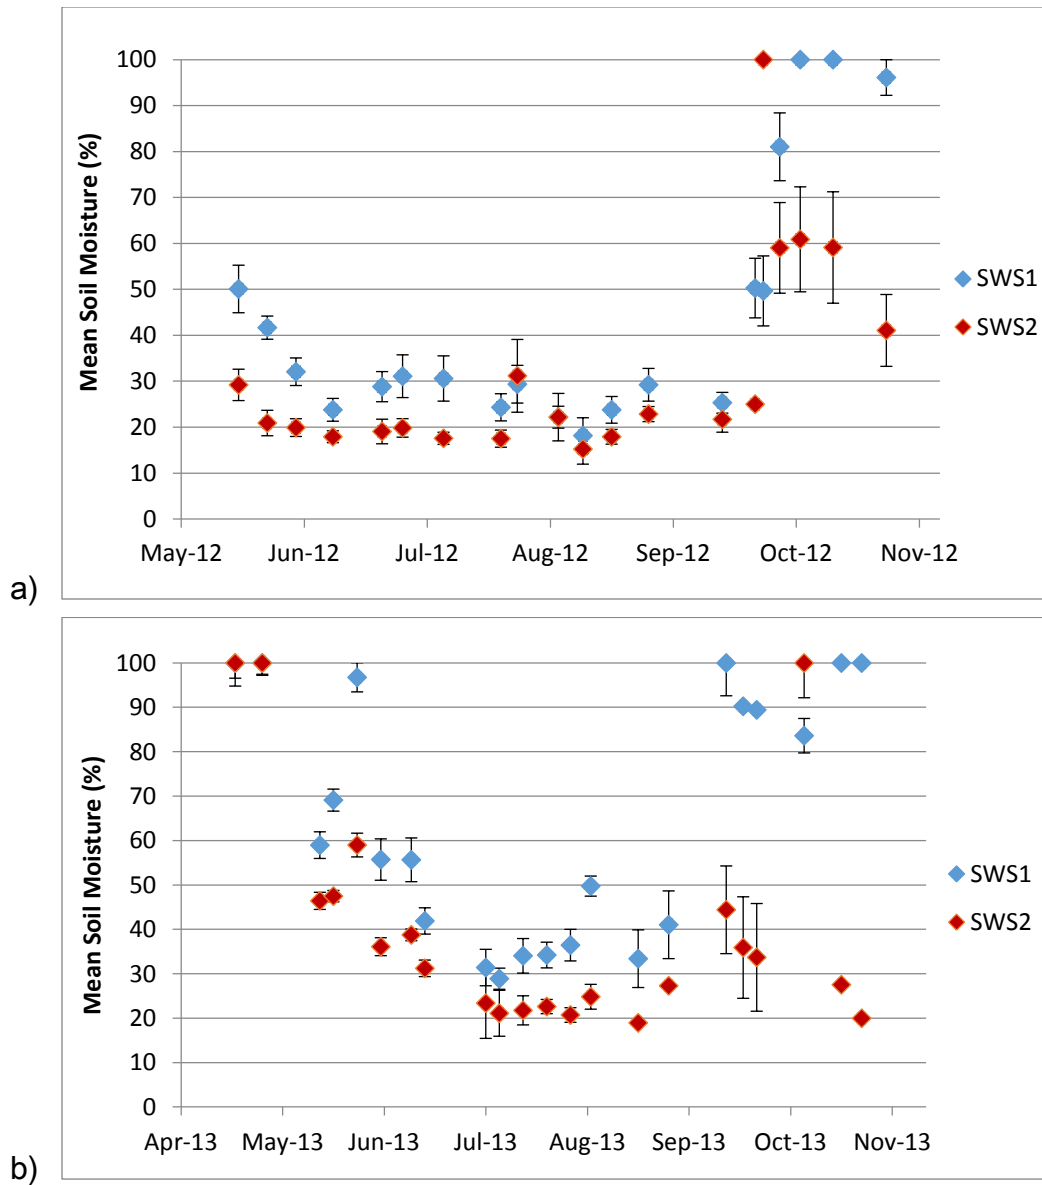 100
90
80
70
60
50
40
30
20
10
0
Mean Soil Moisture (%)
May-12 Jun-12 Jul-12 Aug-12 Sep-12 Oct-12 Nov-12
SWS1
SWS2
a)
100
90
80
70
60
50
40
30
20
10
0
Mean Soil Moisture (%)
Apr-13 May-13 Jun-13 Jul-13 Aug-13 Sep-13 Oct-13 Nov-13
SWS1
SWS2
b)